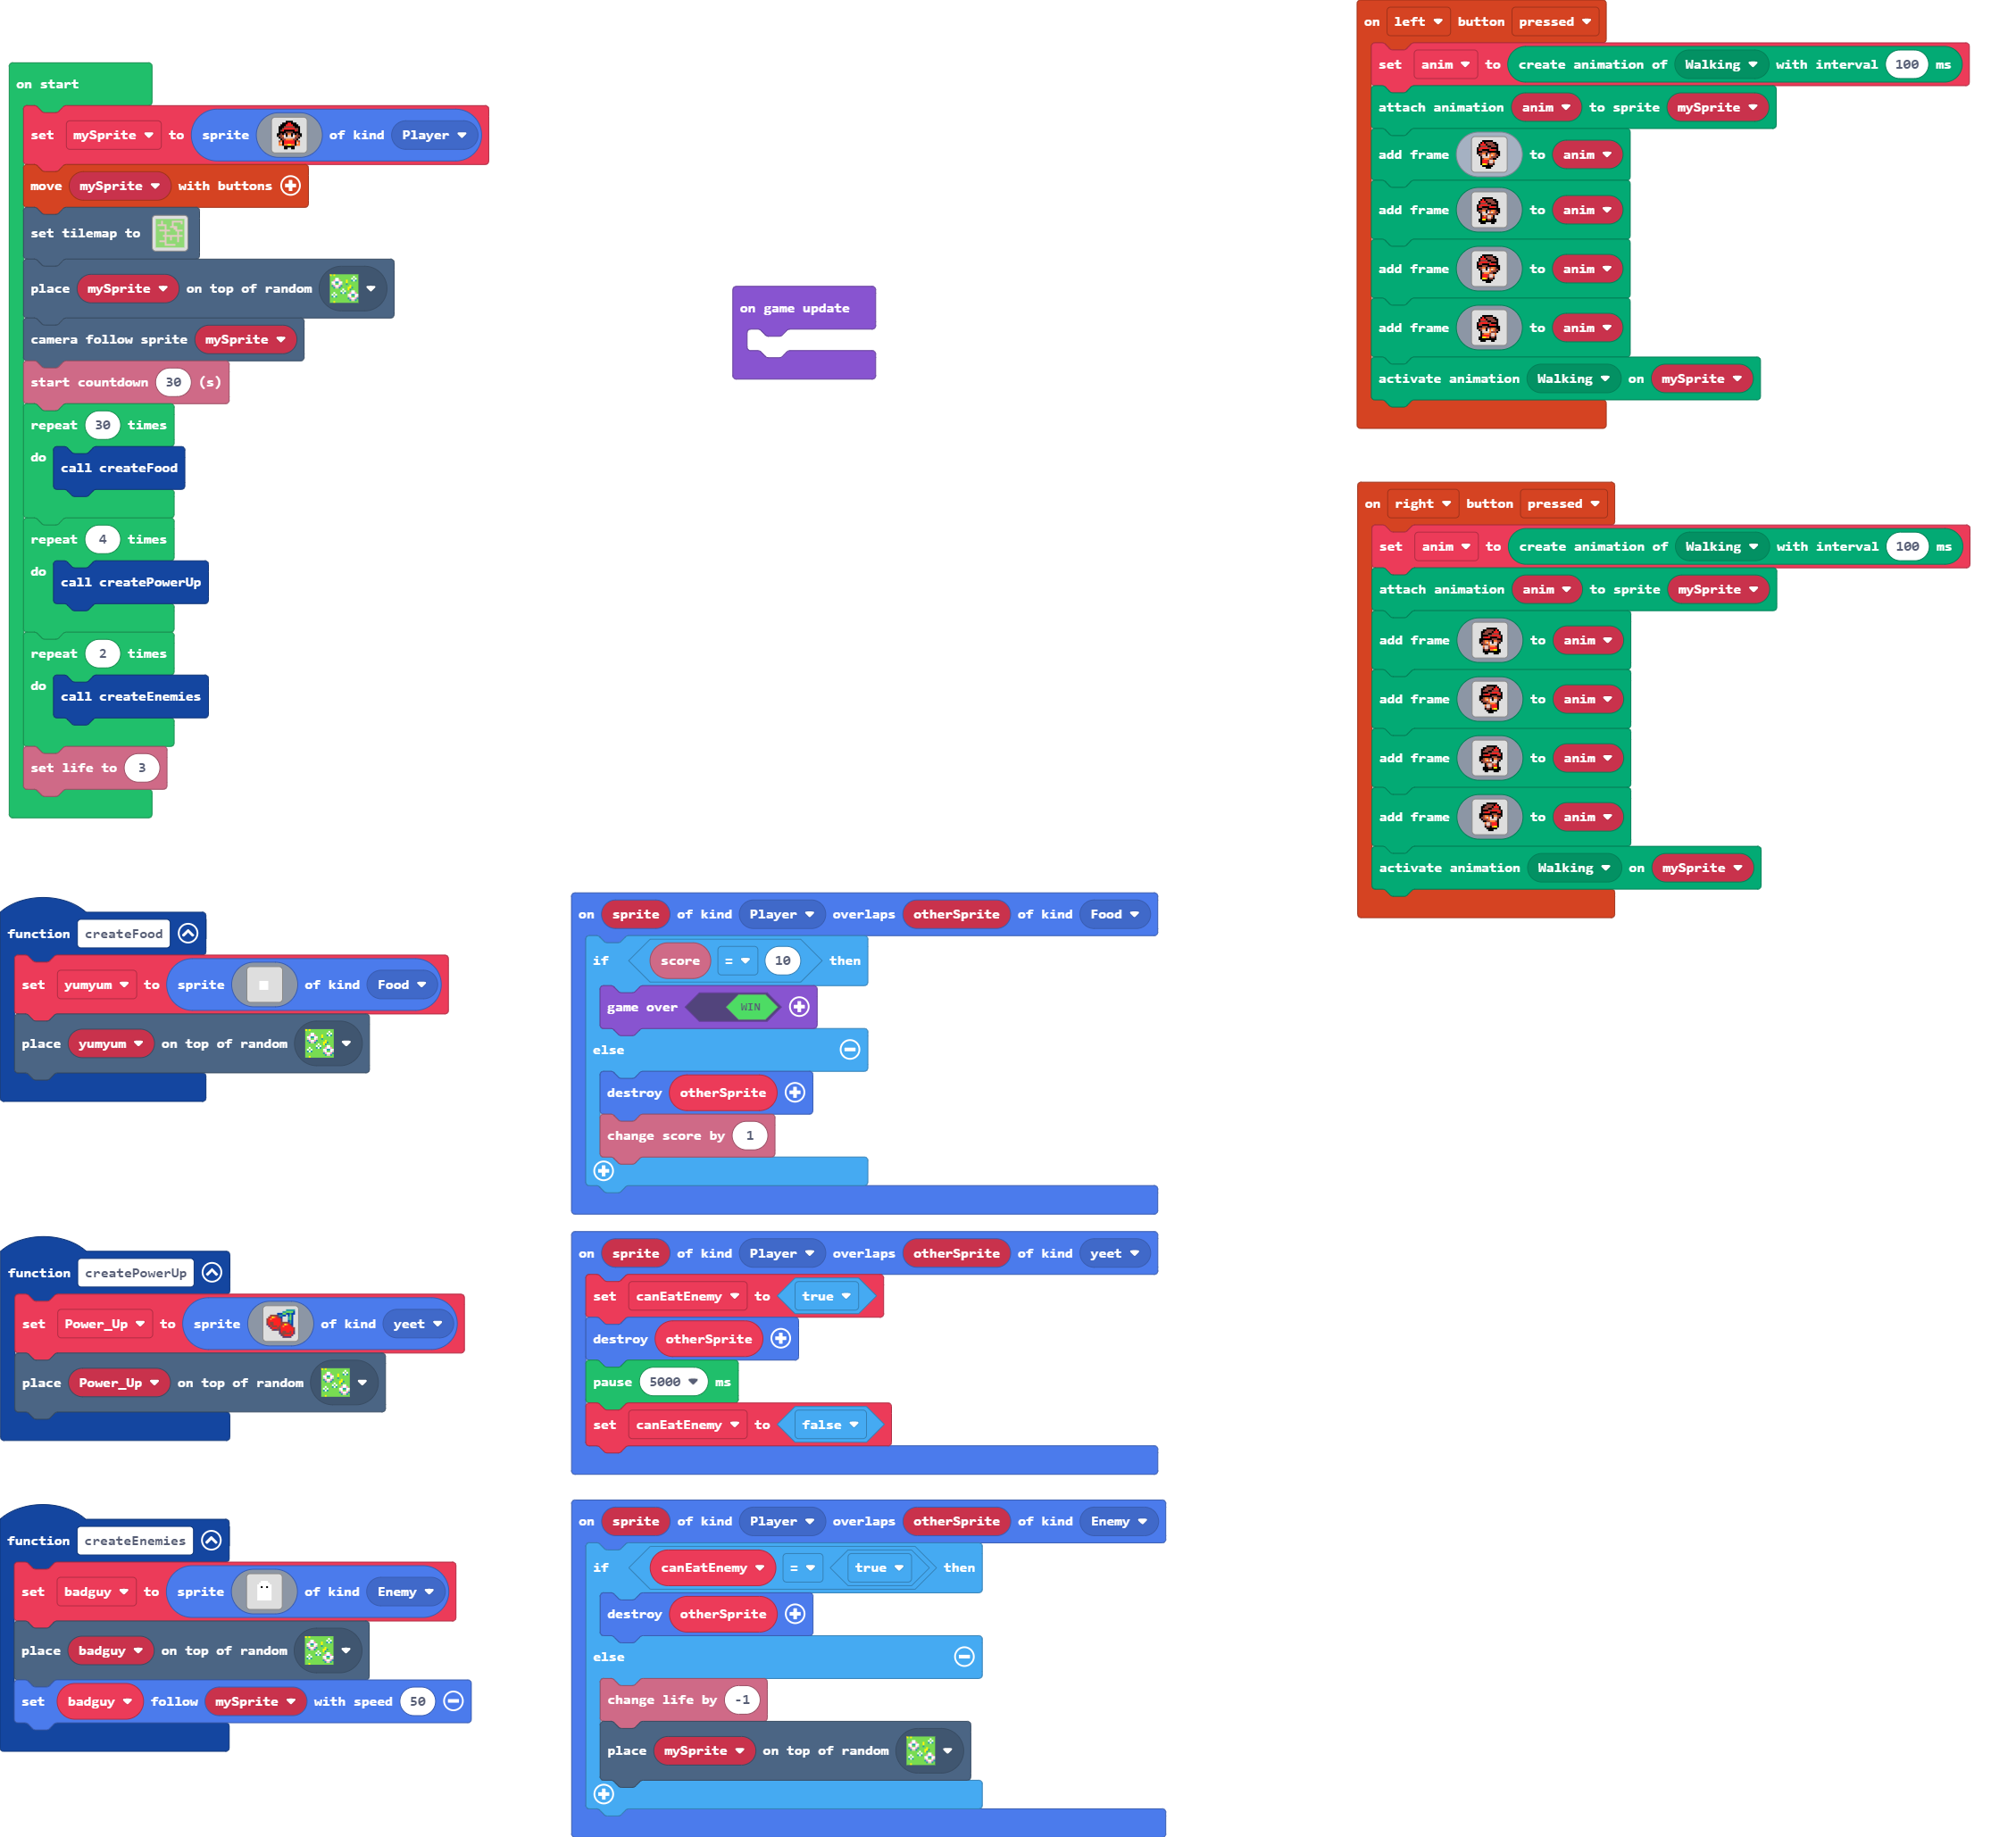 on start
set mySprite to sprite of kind Player
move mySprite with buttons
set tilemap to
place mySprite on top of random
camera follow sprite mySprite
start countdown 30 (s)
repeat 30 times
do
call createFood
repeat 4 times
do
call createPowerUp
repeat 2 times
do
call createEnemies
set life to 3
on game update
on left button pressed
set anim to create animation of Walking with interval 100 ms
attach animation anim to sprite mySprite
add frame to anim
add frame to anim
add frame to anim
add frame to anim
activate animation Walking on mySprite
on right button pressed
set anim to create animation of Walking with interval 100 ms
attach animation anim to sprite mySprite
add frame to anim
add frame to anim
add frame to anim
add frame to anim
activate animation Walking on mySprite
function createFood
set yumyum to sprite of kind Food
place yumyum on top of random
on sprite of kind Player overlaps otherSprite of kind Food
if score = 10 then
game over WIN
else
destroy otherSprite
change score by 1
function createPowerUp
set Power_Up to sprite of kind yeet
place Power_Up on top of random
on sprite of kind Player overlaps otherSprite of kind yeet
set canEatEnemy to true
destroy otherSprite
pause 5000 ms
set canEatEnemy to false
function createEnemies
set badguy to sprite of kind Enemy
place badguy on top of random
set badguy follow mySprite with speed 50
on sprite of kind Player overlaps otherSprite of kind Enemy
if canEatEnemy = true then
destroy otherSprite
else
change life by -1
place mySprite on top of random